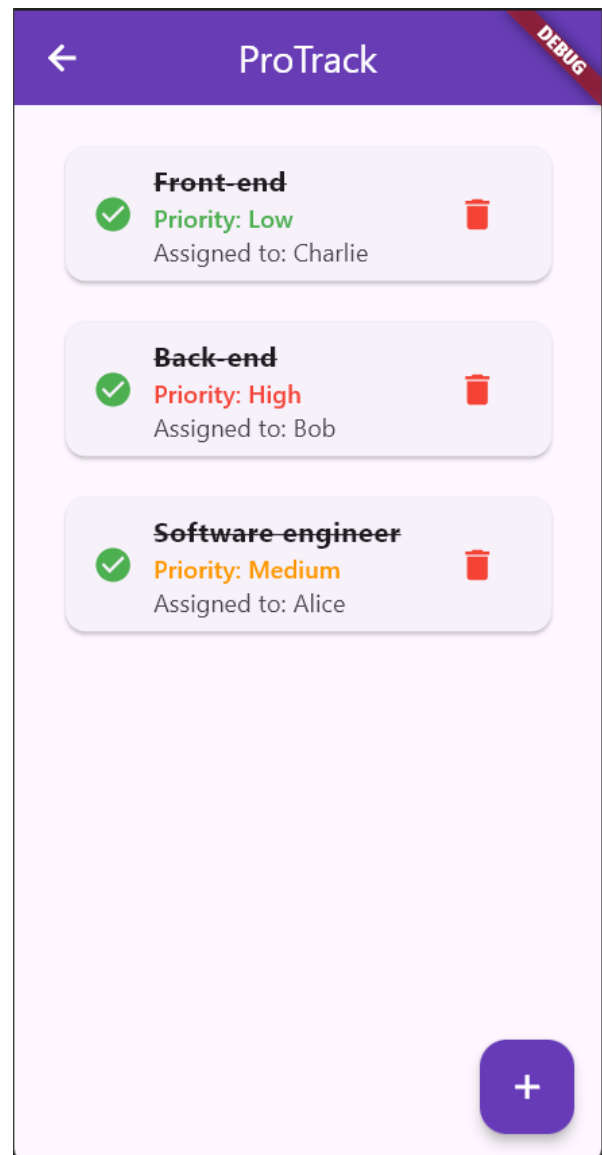 ProTrack
DEBUG
Front-end
Priority: Low
Assigned to: Charlie
Back-end
Priority: High
Assigned to: Bob
Software engineer
Priority: Medium
Assigned to: Alice